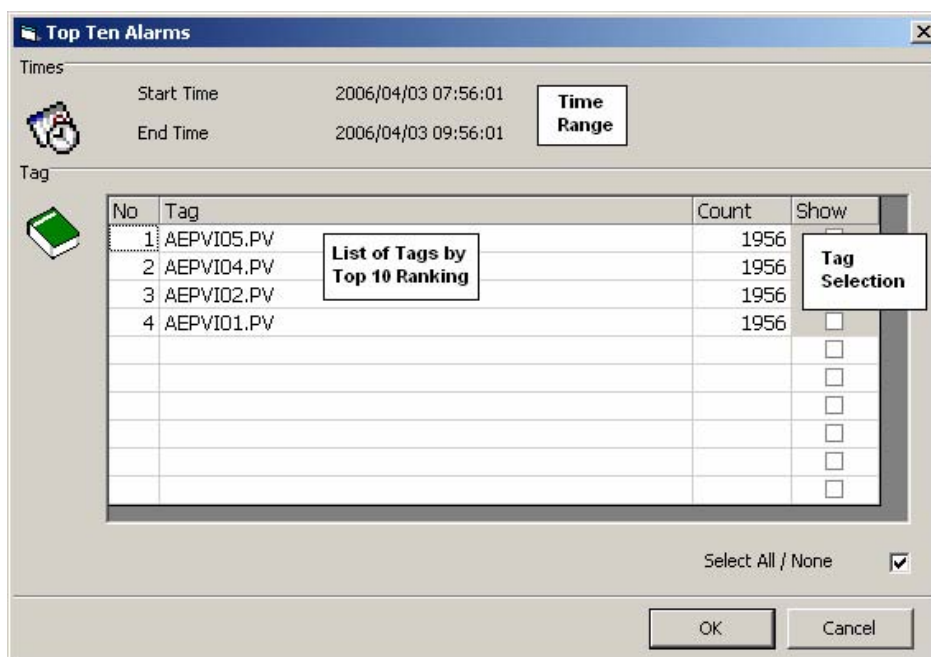 Top Ten Alarms
Times
Start Time 2006/04/03 07:56:01
End Time 2006/04/03 09:56:01
Time
Range
Tag
No Tag Count Show
1 AEPVI05.PV 1956
2 AEPVI04.PV 1956
3 AEPVI02.PV 1956
4 AEPVI01.PV 1956
List of Tags by
Top 10 Ranking
Tag
Selection
Select All / None
OK Cancel